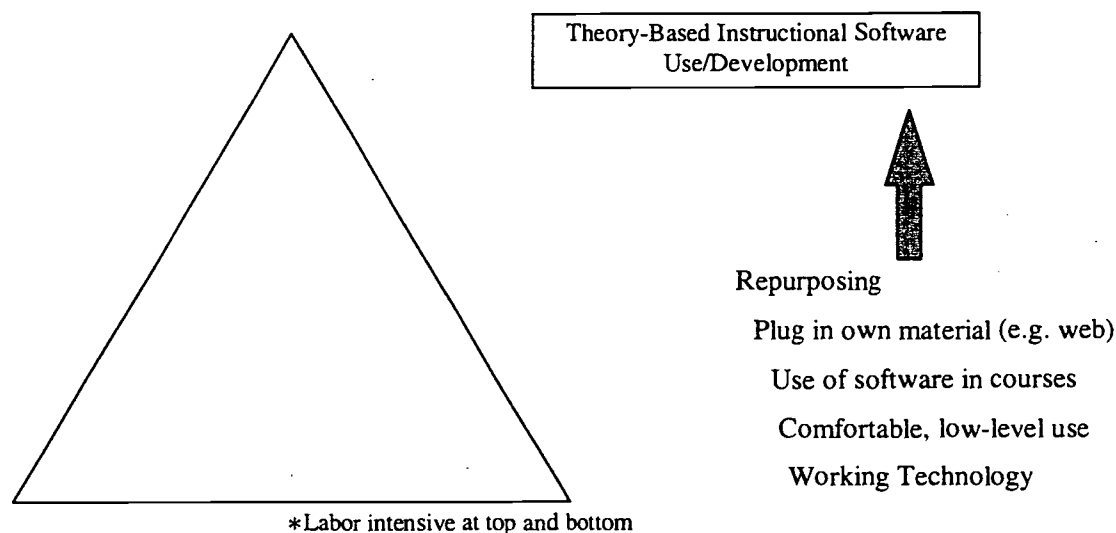 Theory-Based Instructional Software
Use/Development
Repurposing
Plug in own material (e.g. web)
Use of software in courses
Comfortable, low-level use
Working Technology
*Labor intensive at top and bottom